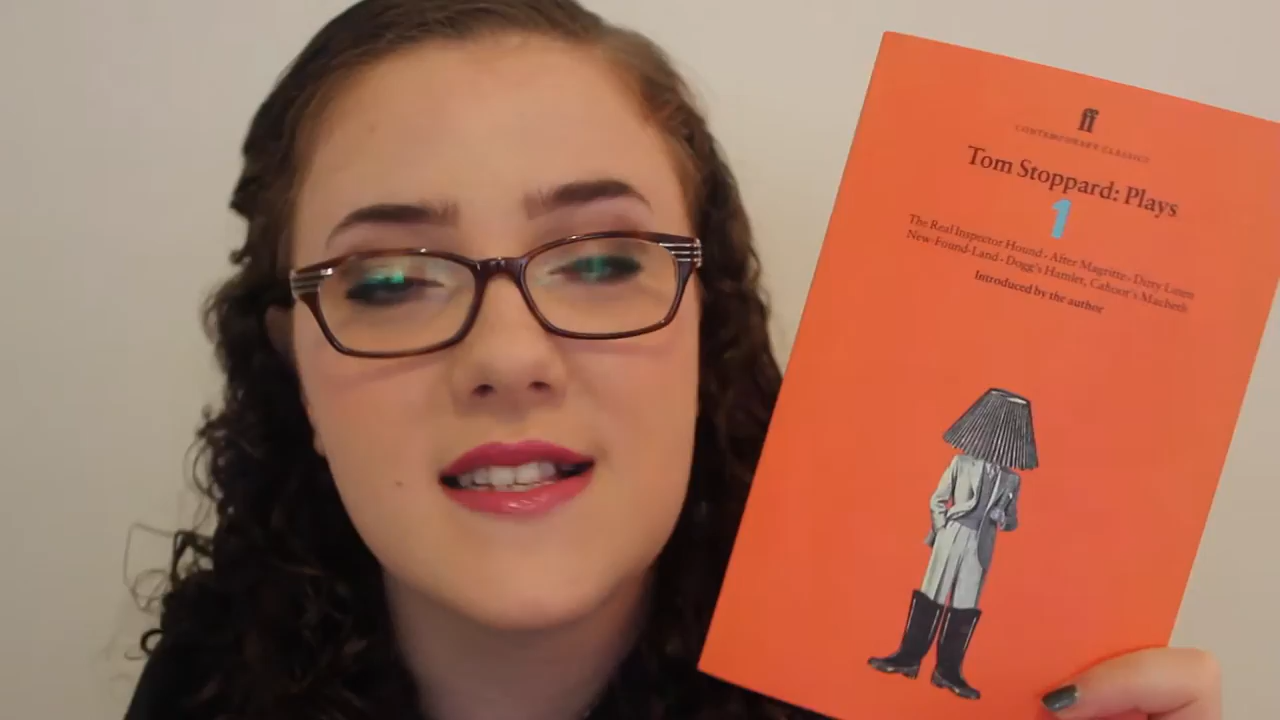 ff
CONTEMPORARY CLASSICS
Tom Stoppard: Plays
1
The Real Inspector Hound · After Magritte · Dirty Linen
New-Found-Land · Dogg's Hamlet, Cahoot's Macbeth
Introduced by the author